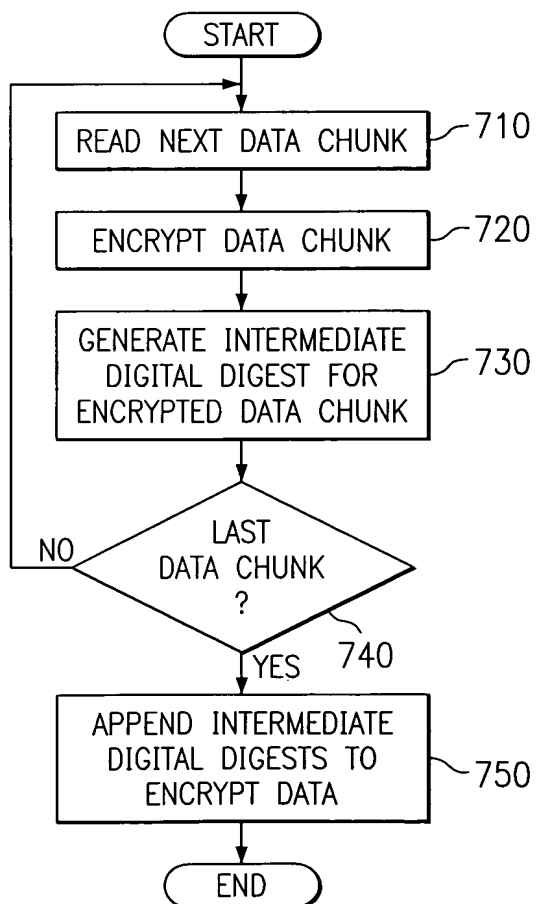 START
READ NEXT DATA CHUNK
710
ENCRYPT DATA CHUNK
720
GENERATE INTERMEDIATE
DIGITAL DIGEST FOR
ENCRYPTED DATA CHUNK
730
LAST
DATA CHUNK
?
NO
740
YES
APPEND INTERMEDIATE
DIGITAL DIGESTS TO
ENCRYPT DATA
750
END